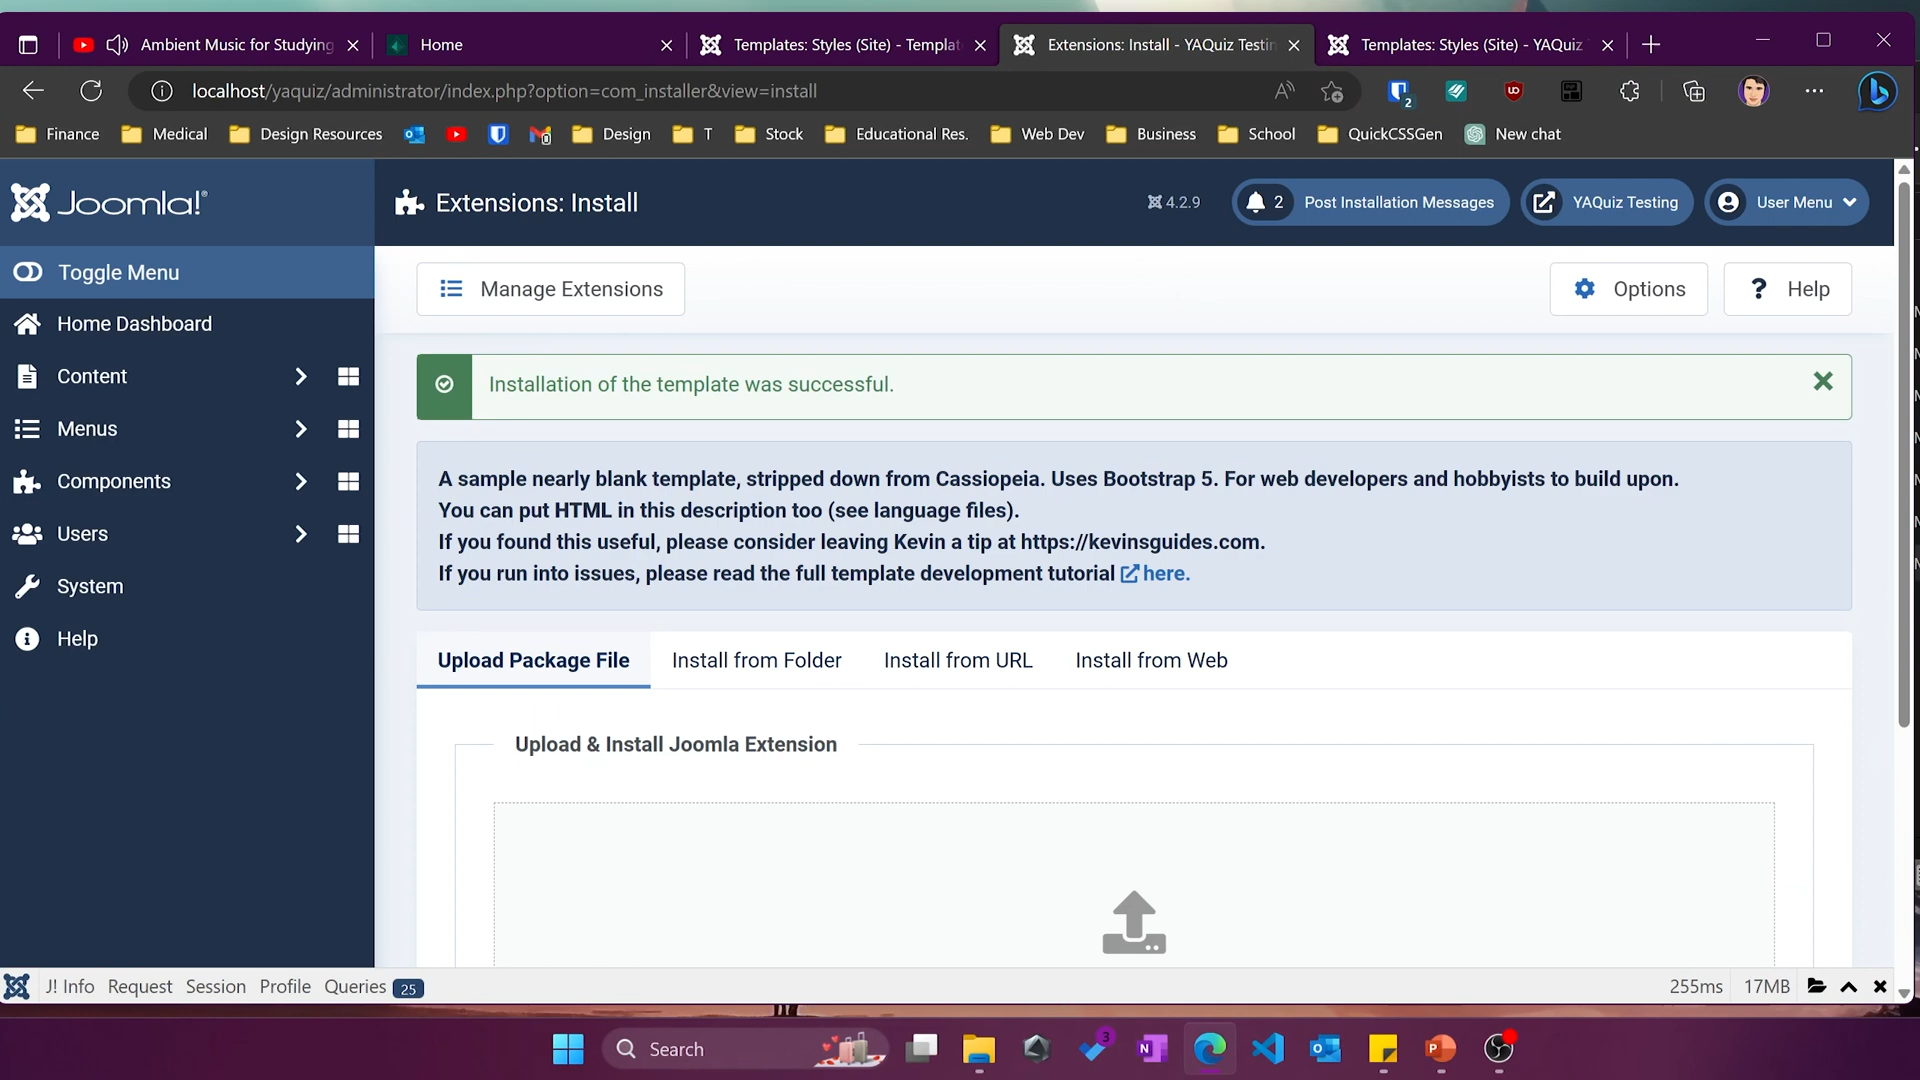 Ambient Music for Studying
Home
Templates: Styles (Site) - Templat
Extensions: Install - YAQuiz Testin
Templates: Styles (Site) - YAQuiz
localhost/yaquiz/administrator/index.php?option=com_installer&view=install
2
Finance
Medical
Design Resources
Design
T
Stock
Educational Res.
Web Dev
Business
School
QuickCSSGen
New chat
Joomla!
Extensions: Install
4.2.9
2
Post Installation Messages
YAQuiz Testing
User Menu
Toggle Menu
Manage Extensions
Options
? Help
Home Dashboard
Content
Menus
Components
Users
System
Help
Installation of the template was successful.
A sample nearly blank template, stripped down from Cassiopeia. Uses Bootstrap 5. For web developers and hobbyists to build upon.
You can put HTML in this description too (see language files).
If you found this useful, please consider leaving Kevin a tip at https://kevinsguides.com.
If you run into issues, please read the full template development tutorial here.
Upload Package File
Install from Folder
Install from URL
Install from Web
Upload & Install Joomla Extension
J! Info
Request
Session
Profile
Queries 25
255ms
17MB
Search
3